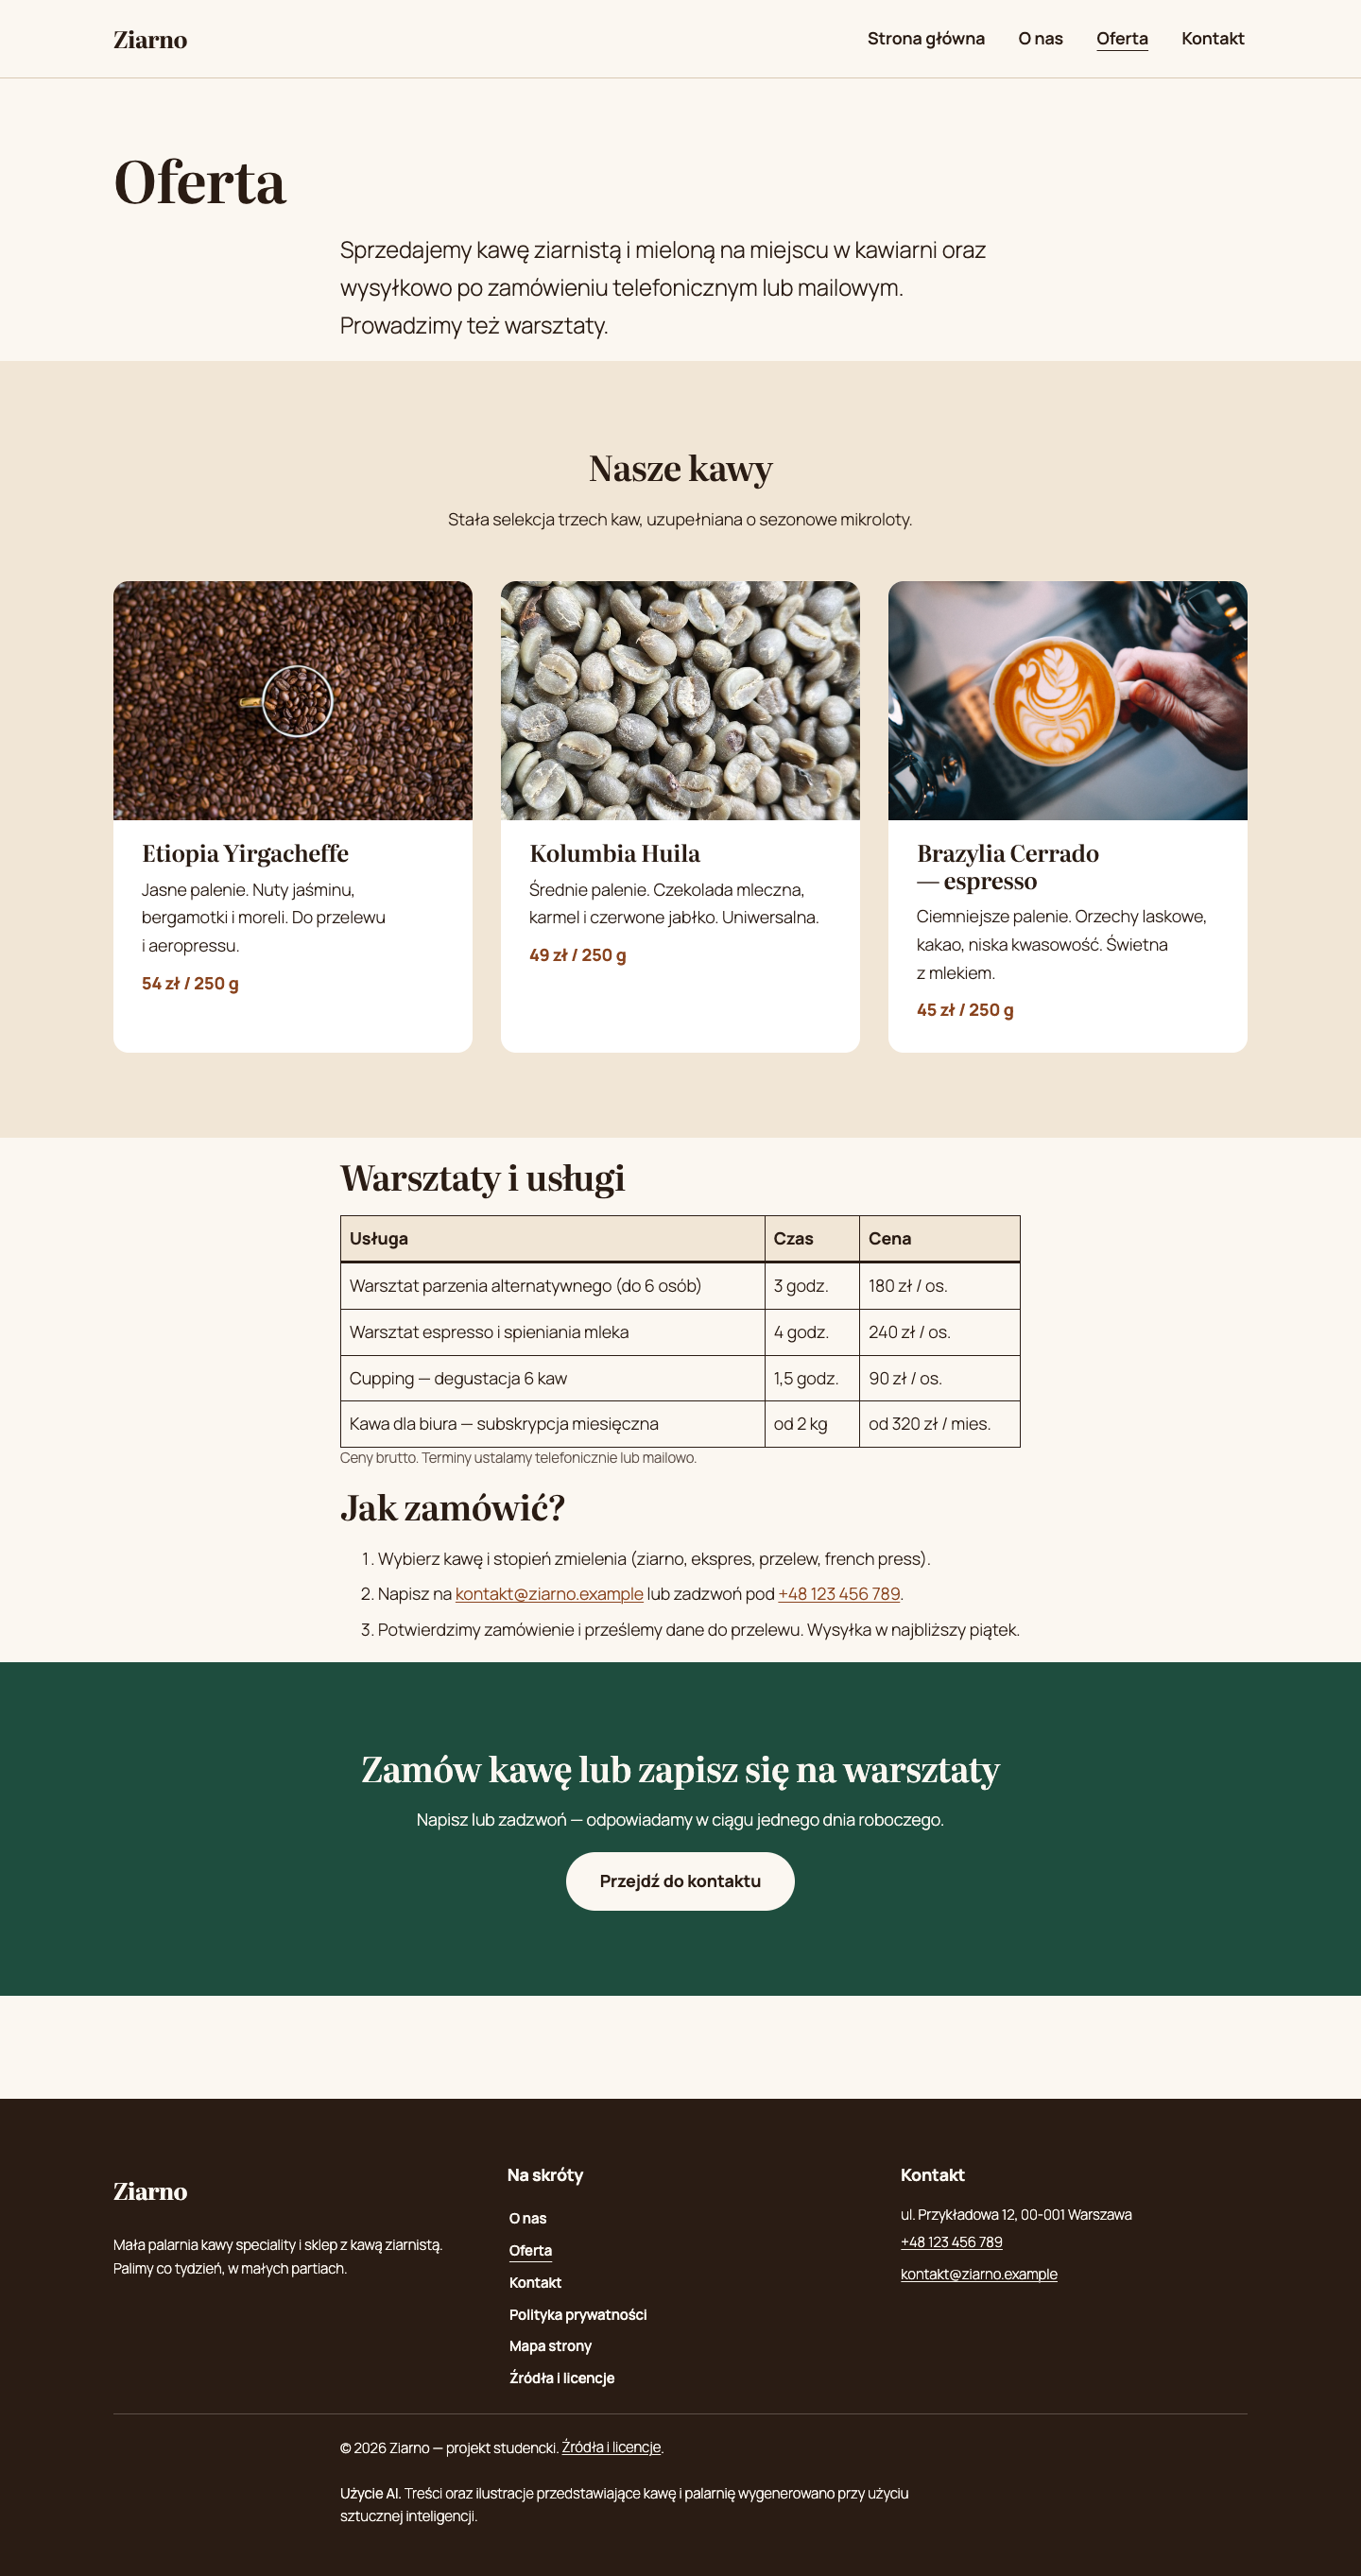 Ziarno
Strona główna O nas Oferta Kontakt
Oferta
Sprzedajemy kawę ziarnistą i mieloną na miejscu w kawiarni oraz
wysyłkowo po zamówieniu telefonicznym lub mailowym.
Prowadzimy też warsztaty.
Nasze kawy
Stała selekcja trzech kaw, uzupełniana o sezonowe mikroloty.
Etiopia Yirgacheffe
Jasne palenie. Nuty jaśminu,
bergamotki i moreli. Do przelewu
i aeropressu.
54 zł / 250 g
Kolumbia Huila
Średnie palenie. Czekolada mleczna,
karmel i czerwone jabłko. Uniwersalna.
49 zł / 250 g
Brazylia Cerrado
— espresso
Ciemniejsze palenie. Orzechy laskowe,
kakao, niska kwasowość. Świetna
z mlekiem.
45 zł / 250 g
Warsztaty i usługi
Usługa Czas Cena
Warsztat parzenia alternatywnego (do 6 osób) 3 godz. 180 zł / os.
Warsztat espresso i spieniania mleka 4 godz. 240 zł / os.
Cupping — degustacja 6 kaw 1,5 godz. 90 zł / os.
Kawa dla biura — subskrypcja miesięczna od 2 kg od 320 zł / mies.
Ceny brutto. Terminy ustalamy telefonicznie lub mailowo.
Jak zamówić?
1. Wybierz kawę i stopień zmielenia (ziarno, ekspres, przelew, french press).
2. Napisz na kontakt@ziarno.example lub zadzwoń pod +48 123 456 789.
3. Potwierdzimy zamówienie i prześlemy dane do przelewu. Wysyłka w najbliższy piątek.
Zamów kawę lub zapisz się na warsztaty
Napisz lub zadzwoń — odpowiadamy w ciągu jednego dnia roboczego.
Przejdź do kontaktu
Ziarno
Mała palarnia kawy speciality i sklep z kawą ziarnistą.
Palimy co tydzień, w małych partiach.
Na skróty
O nas
Oferta
Kontakt
Polityka prywatności
Mapa strony
Źródła i licencje
Kontakt
ul. Przykładowa 12, 00-001 Warszawa
+48 123 456 789
kontakt@ziarno.example
© 2026 Ziarno — projekt studencki. Źródła i licencje.
Użycie AI. Treści oraz ilustracje przedstawiające kawę i palarnię wygenerowano przy użyciu
sztucznej inteligencji.